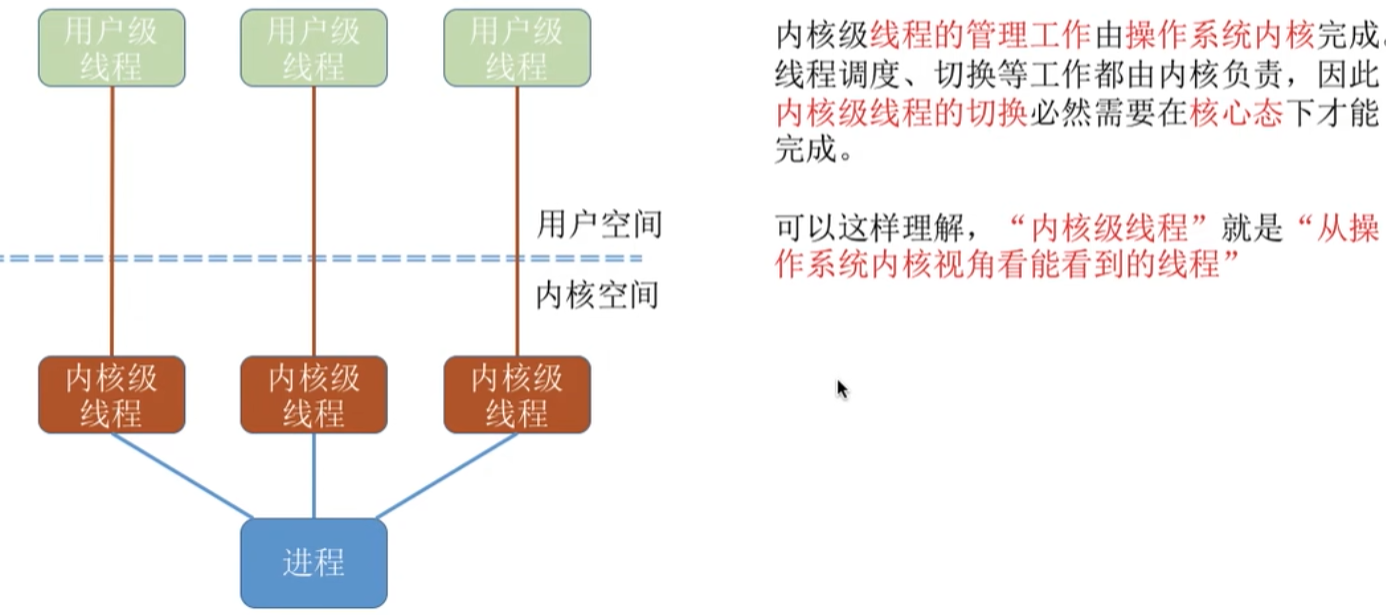 用户级
线程
用户级
线程
用户级
线程
用户空间
内核空间
内核级
线程
内核级
线程
内核级
线程
进程
内核级线程的管理工作由操作系统内核完成。
线程调度、切换等工作都由内核负责，因此
内核级线程的切换必然需要在核心态下才能
完成。
可以这样理解，“内核级线程”就是“从操
作系统内核视角看能看到的线程”